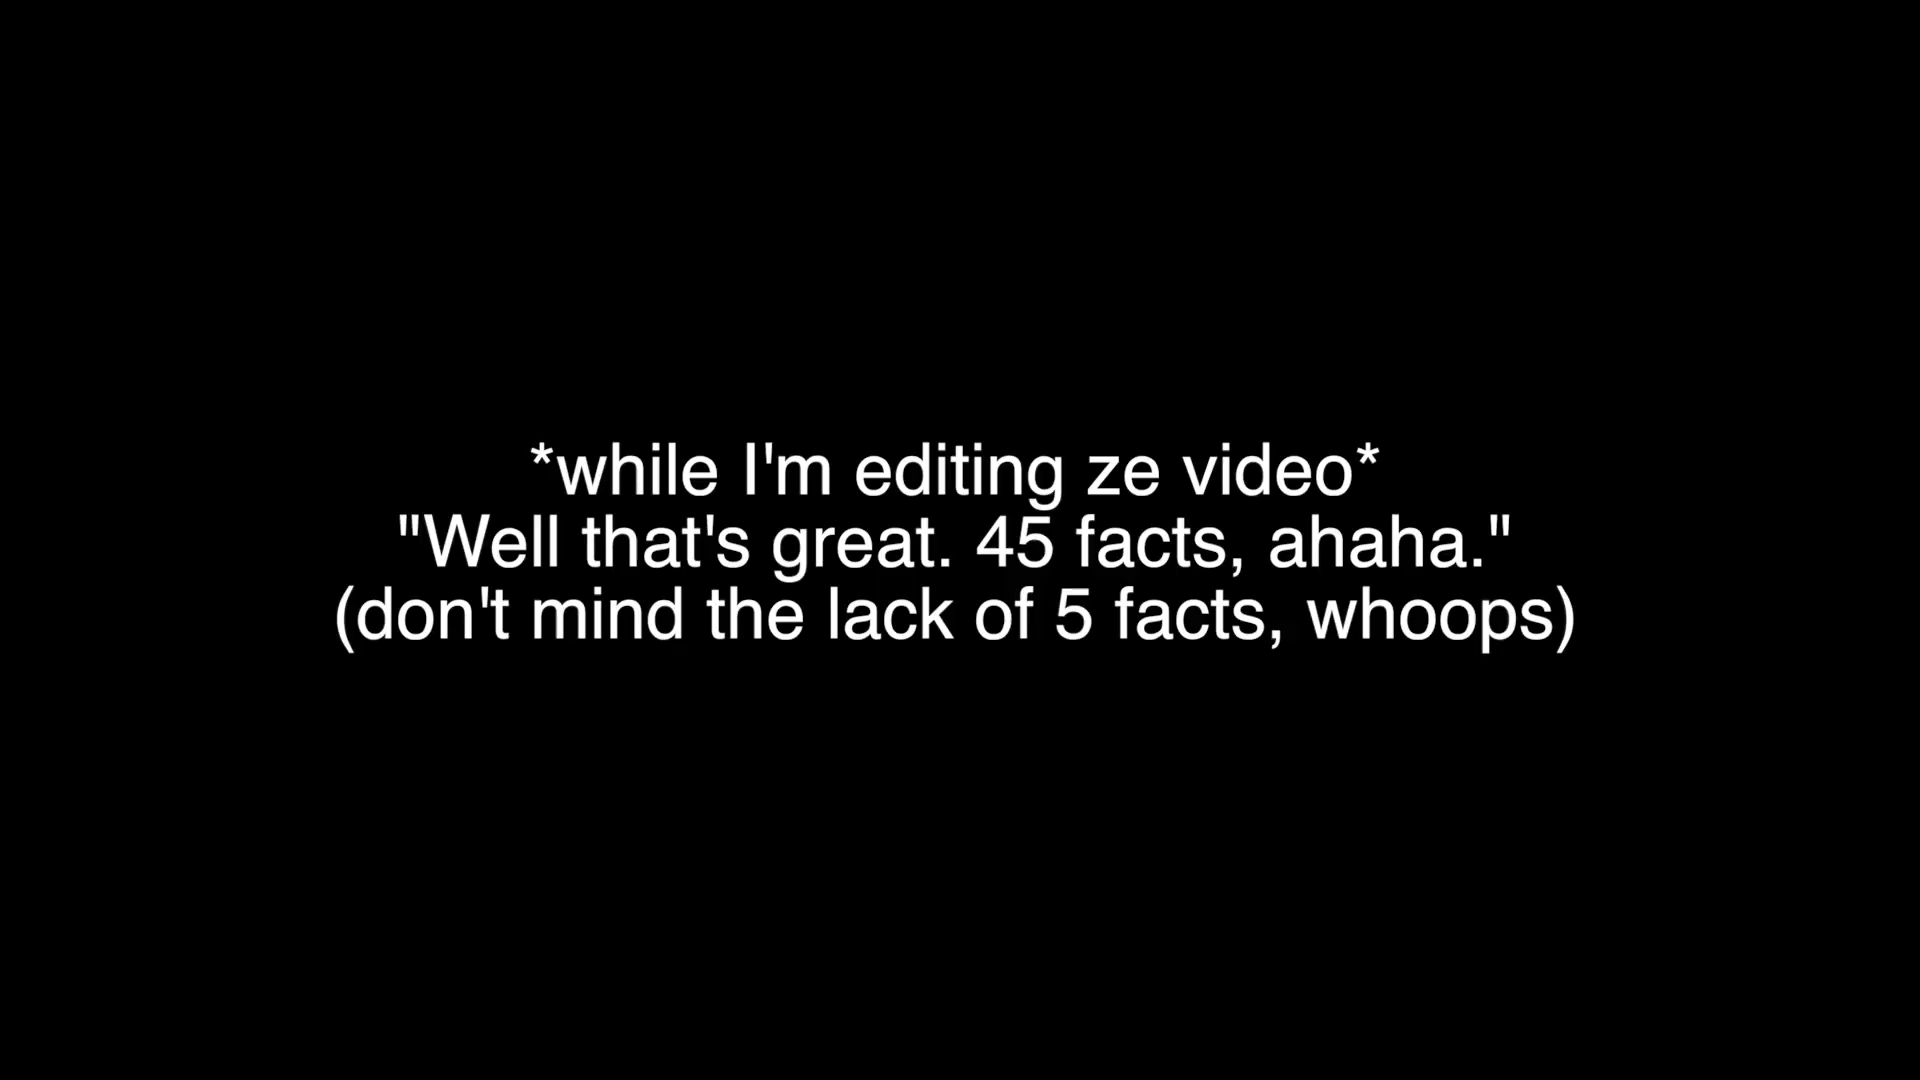 *while I'm editing ze video*
"Well that's great. 45 facts, ahaha."
(don't mind the lack of 5 facts, whoops)